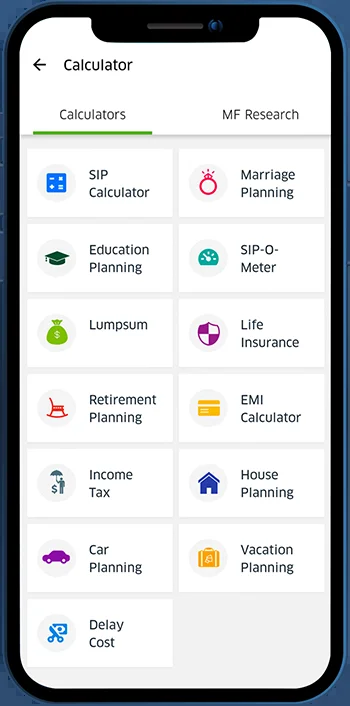 Calculator
Calculators
MF Research
SIP
Calculator
Marriage
Planning
Education
Planning
SIP-O-
Meter
Lumpsum
Life
Insurance
Retirement
Planning
EMI
Calculator
Income
Tax
House
Planning
Car
Planning
Vacation
Planning
Delay
Cost